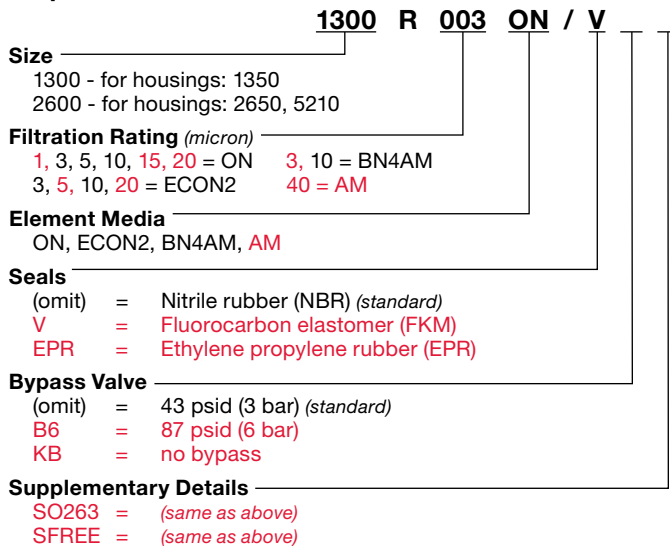 1300 R 003 ON / V
Size
1300 - for housings: 1350
2600 - for housings: 2650, 5210
Filtration Rating (micron)
1, 3, 5, 10, 15, 20 = ON 3, 10 = BN4AM
3, 5, 10, 20 = ECON2 40 = AM
Element Media
ON, ECON2, BN4AM, AM
Seals
(omit) = Nitrile rubber (NBR) (standard)
V = Fluorocarbon elastomer (FKM)
EPR = Ethylene propylene rubber (EPR)
Bypass Valve
(omit) = 43 psid (3 bar) (standard)
B6 = 87 psid (6 bar)
KB = no bypass
Supplementary Details
SO263 = (same as above)
SFREE = (same as above)